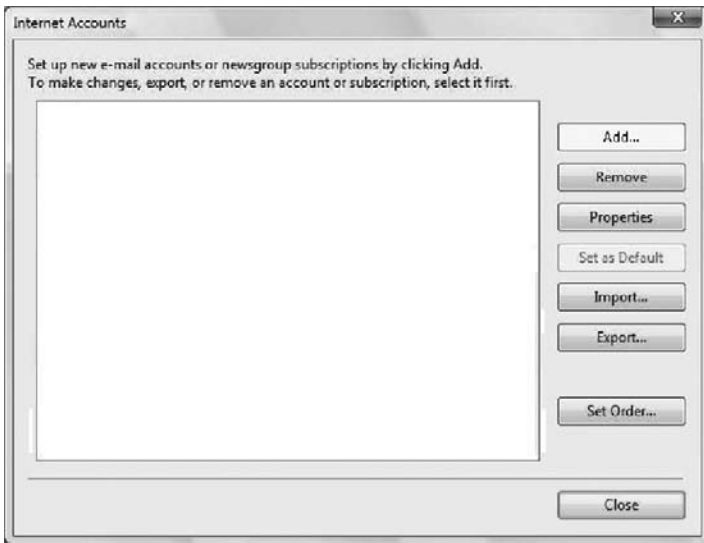 Internet Accounts
Set up new e-mail accounts or newsgroup subscriptions by clicking Add.
To make changes, export, or remove an account or subscription, select it first.
Add...
Remove
Properties
Set as Default
Import...
Export...
Set Order...
Close